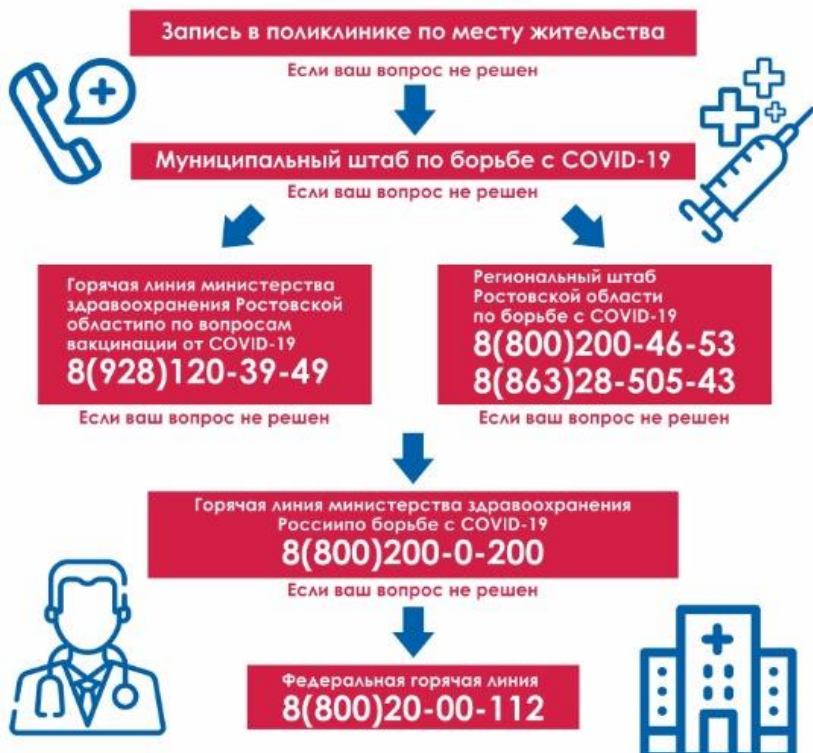 Запись в поликлинике по месту жительства
Если ваш вопрос не решен
Муниципальный штаб по борьбе с COVID-19
Если ваш вопрос не решен
Горячая линия министерства
здравоохранения Ростовской
областипо по вопросам
вакцинации от COVID-19
8(928)120-39-49
Если ваш вопрос не решен
Региональный штаб
Ростовской области
по борьбе с COVID-19
8(800)200-46-53
8(863)28-505-43
Если ваш вопрос не решен
Горячая линия министерства здравоохранения
Россиипо борьбе с COVID-19
8(800)200-0-200
Если ваш вопрос не решен
Федеральная горячая линия
8(800)20-00-112